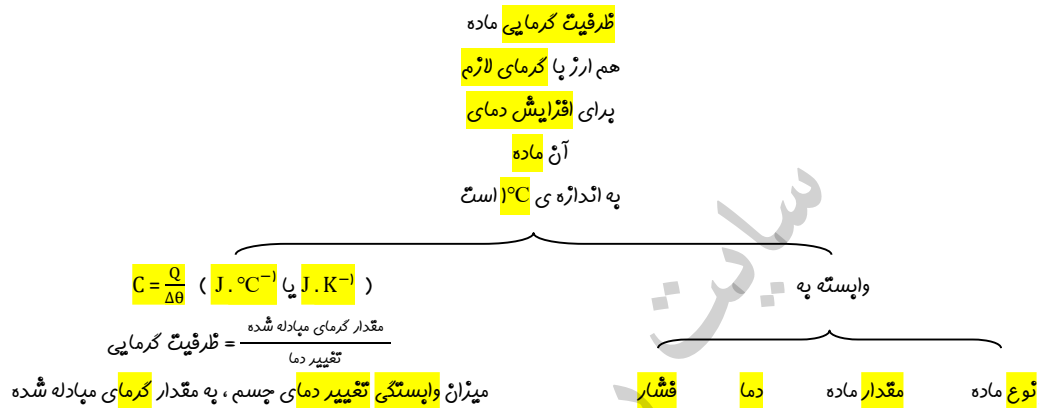 ظرفیت گرمایی ماده
هم ارز با گرمای لازم
برای افزایش دمای
آن ماده
به اندازه ی ۱°C است
وابسته به
نوع ماده مقدار ماده دما فشار
C = Q/Δθ ( J . °C⁻¹ یا J . K⁻¹ )
ظرفیت گرمایی = مقدار گرمای مبادله شده / تغییر دما
میزان وابستگی تغییر دمای جسم ، به مقدار گرمای مبادله شده
سایت